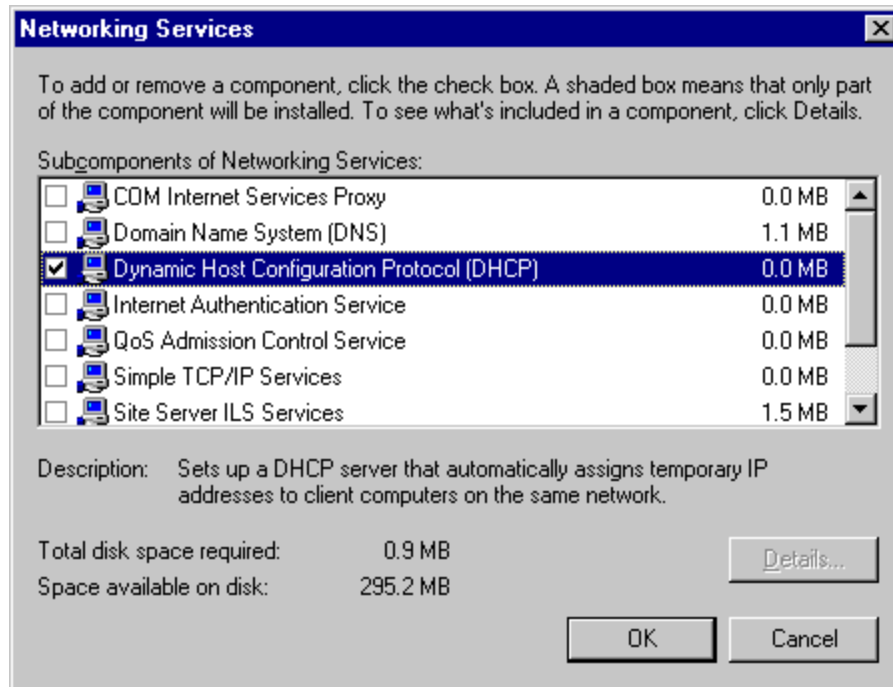 Networking Services
To add or remove a component, click the check box. A shaded box means that only part
of the component will be installed. To see what's included in a component, click Details.
Subcomponents of Networking Services:
COM Internet Services Proxy 0.0 MB
Domain Name System (DNS) 1.1 MB
Dynamic Host Configuration Protocol (DHCP) 0.0 MB
Internet Authentication Service 0.0 MB
QoS Admission Control Service 0.0 MB
Simple TCP/IP Services 0.0 MB
Site Server ILS Services 1.5 MB
Description: Sets up a DHCP server that automatically assigns temporary IP
addresses to client computers on the same network.
Total disk space required: 0.9 MB
Space available on disk: 295.2 MB
Details...
OK Cancel